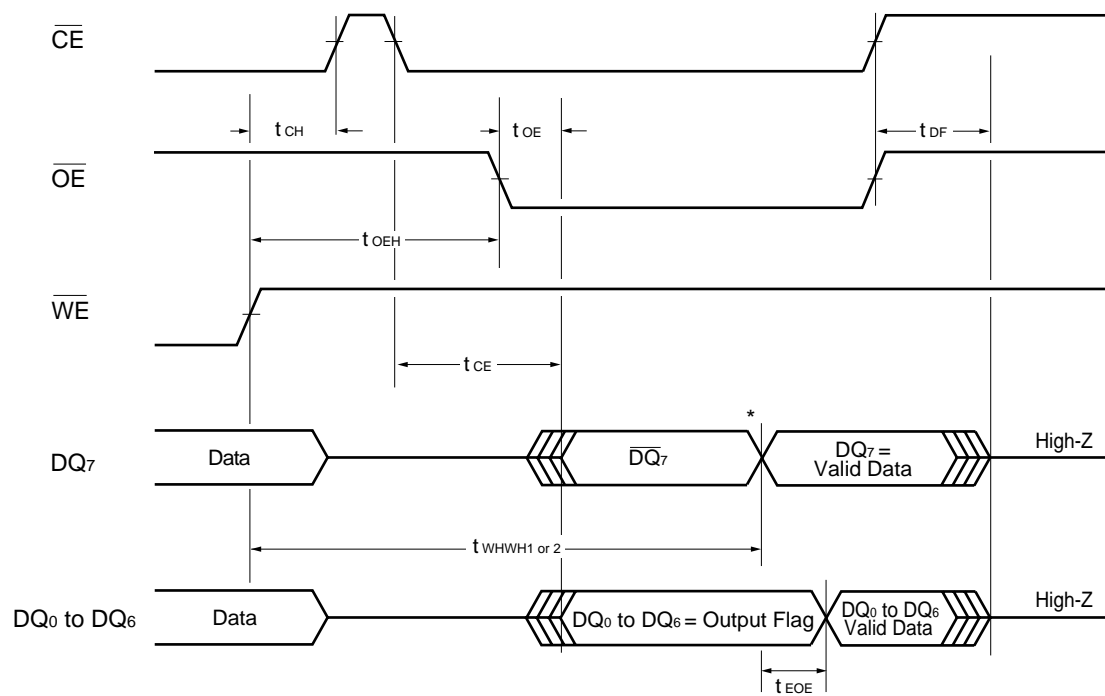 CE
t CH
t OE
t DF
OE
t OEH
WE
t CE
*
DQ7
Data
DQ7
DQ7 =
Valid Data
High-Z
t WHWH1 or 2
DQ0 to DQ6
Data
DQ0 to DQ6 = Output Flag
DQ0 to DQ6
Valid Data
High-Z
t EOE